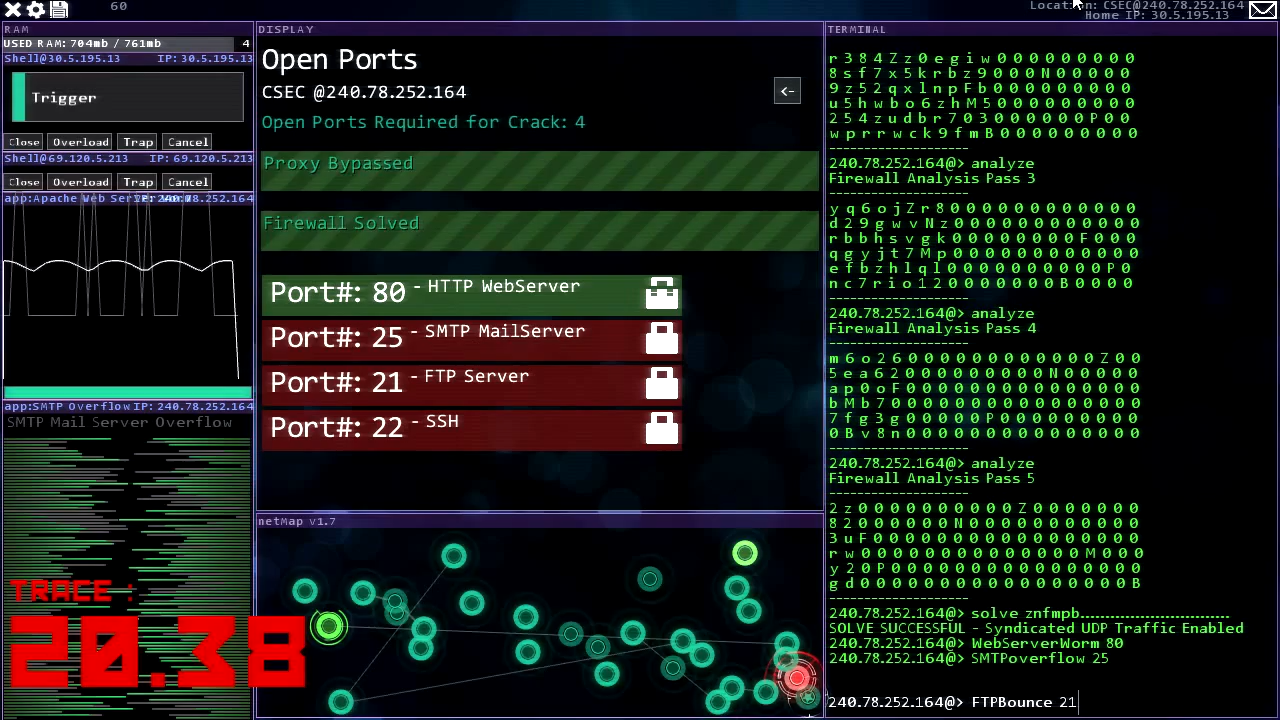 60
Location: CSEC@240.78.252.164
Home IP: 30.5.195.13
RAM
USED RAM: 704mb / 761mb 4
Shell@30.5.195.13 IP: 30.5.195.13
Trigger
Close Overload Trap Cancel
Shell@69.120.5.213 IP: 69.120.5.213
Close Overload Trap Cancel
app:SMTP Overflow IP: 240.78.252.164
SMTP Mail Server Overflow
TRACE :
20.38
DISPLAY
Open Ports
CSEC @240.78.252.164
<-
Open Ports Required for Crack: 4
Proxy Bypassed
Firewall Solved
Port#: 80 - HTTP WebServer
Port#: 25 - SMTP MailServer
Port#: 21 - FTP Server
Port#: 22 - SSH
netMap v1.7
TERMINAL
r 3 8 4 Z z 0 e g i w 0 0 0 0 0 0 0 0 0
8 s f 7 x 5 k r b z 9 0 0 0 N 0 0 0 0 0
9 z 5 2 q x l n p F b 0 0 0 0 0 0 0 0 0
u 5 h w b o 6 z h M 5 0 0 0 0 0 0 0 0 0
2 5 4 z u d b r 7 0 3 0 0 0 0 0 0 P 0 0
w p r r w c k 9 f m B 0 0 0 0 0 0 0 0 0
--------------------
240.78.252.164@> analyze
Firewall Analysis Pass 3
--------------------
y q 6 o j Z r 8 0 0 0 0 0 0 0 0 0 0 0 0
d 2 9 g w v N z 0 0 0 0 0 0 0 0 0 0 0 0
r b b h s v g k 0 0 0 0 0 0 0 0 F 0 0 0
q g y j t 7 M p 0 0 0 0 0 0 0 0 0 0 0 0
e f b z h l q l 0 0 0 0 0 0 0 0 0 0 P 0
n c 7 r i o 1 2 0 0 0 0 0 0 0 B 0 0 0 0
--------------------
240.78.252.164@> analyze
Firewall Analysis Pass 4
--------------------
m 6 o 2 6 0 0 0 0 0 0 0 0 0 0 0 0 Z 0 0
5 e a 6 2 0 0 0 0 0 0 0 0 0 N 0 0 0 0 0
a p 0 o F 0 0 0 0 0 0 0 0 0 0 0 0 0 0 0
b M b 7 0 0 0 0 0 0 0 0 0 0 0 0 0 0 0 0
7 f g 3 g 0 0 0 0 0 P 0 0 0 0 0 0 0 0 0
0 B v 8 n 0 0 0 0 0 0 0 0 0 0 0 0 0 0 0
--------------------
240.78.252.164@> analyze
Firewall Analysis Pass 5
--------------------
2 z 0 0 0 0 0 0 0 0 0 0 Z 0 0 0 0 0 0 0
8 2 0 0 0 0 0 0 N 0 0 0 0 0 0 0 0 0 0 0
3 u F 0 0 0 0 0 0 0 0 0 0 0 0 0 0 0 0 0
r w 0 0 0 0 0 0 0 0 0 0 0 0 0 0 M 0 0 0
y 2 0 P 0 0 0 0 0 0 0 0 0 0 0 0 0 0 0 0
g d 0 0 0 0 0 0 0 0 0 0 0 0 0 0 0 0 0 B
--------------------
240.78.252.164@> solve znfmpb.............................
SOLVE SUCCESSFUL - Syndicated UDP Traffic Enabled
240.78.252.164@> WebServerWorm 80
240.78.252.164@> SMTPoverflow 25
240.78.252.164@> FTPBounce 21